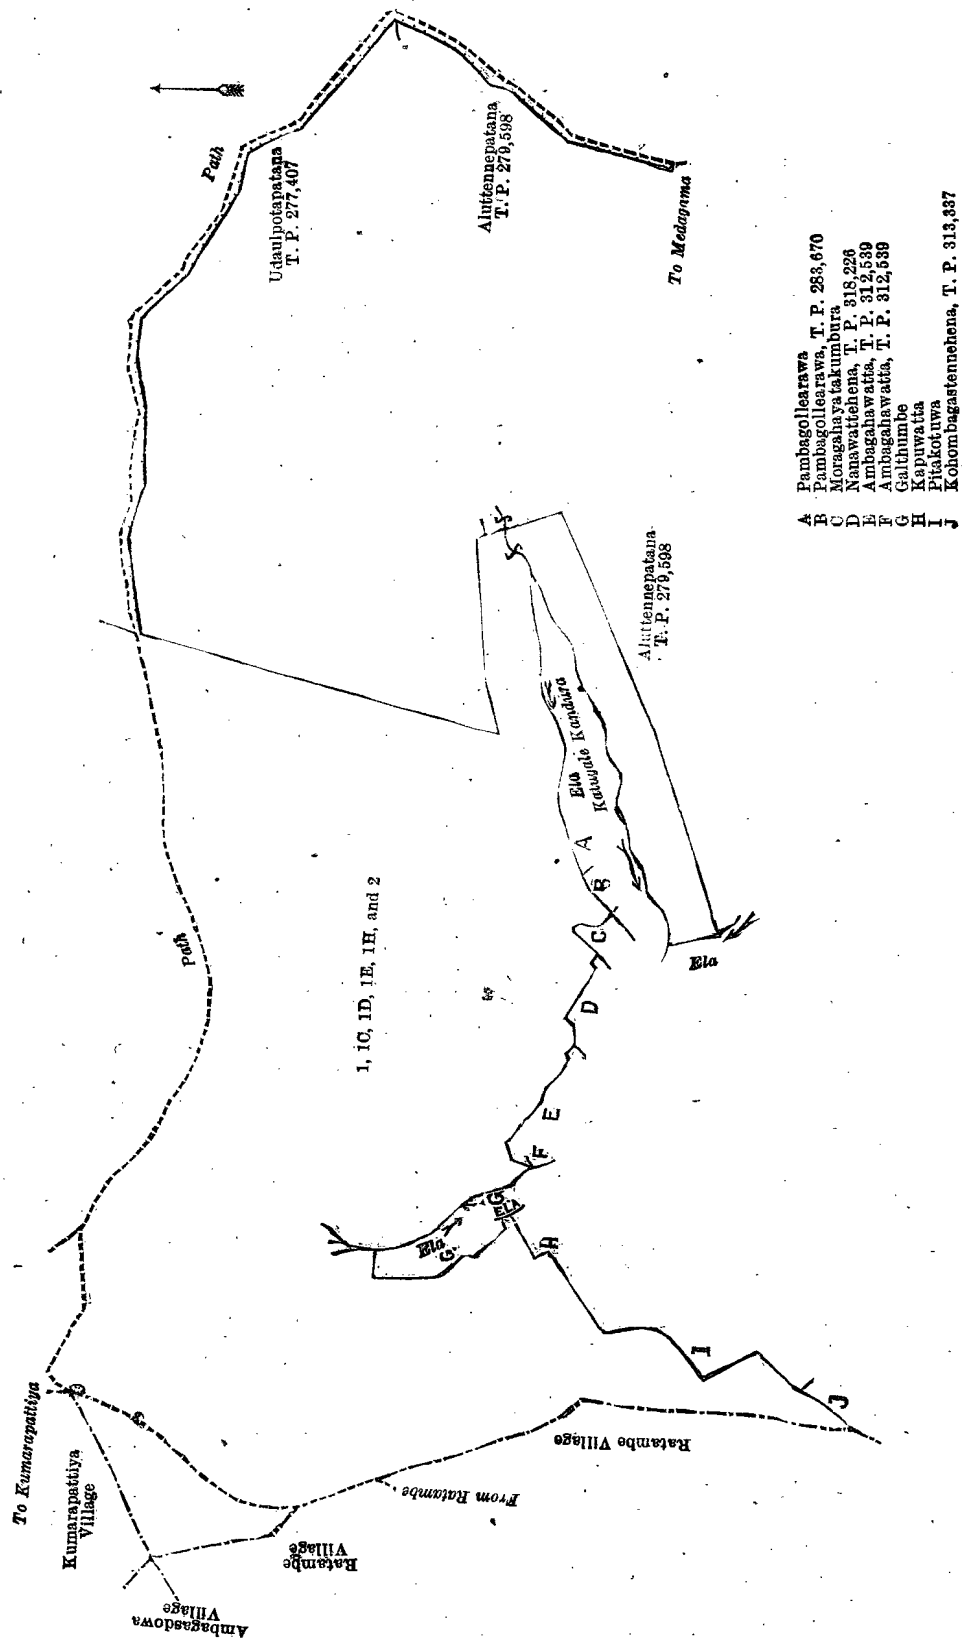 To Kumarapattiya
Kumarapattiya
Village
Ambagasdowa
Village
Ratambe
Village
From Ratambe
Ratambe Village
Path
Path
Udaulpotapatana
T. P. 277,407
Aluttennepatana
T. P. 279,598
To Medagama
1, 1C, 1D, 1E, 1H, and 2
Aluttennepatana
T. P. 279,598
Ela
Katugale Kandura
A
B
C
D
E
F
G
ELA
Ela
G
H
I
J
Ela
A Pambagollearawa
B Pambagollearawa, T. P. 283,670
C Moragahayatakumbura
D Nanawattehena, T. P. 318,226
E Ambagahawatta, T. P. 312,539
F Ambagahawatta, T. P. 312,539
G Galthumbe
H Kapuwatta
I Pitakotuwa
J Kohombagastennehena, T. P. 313,337